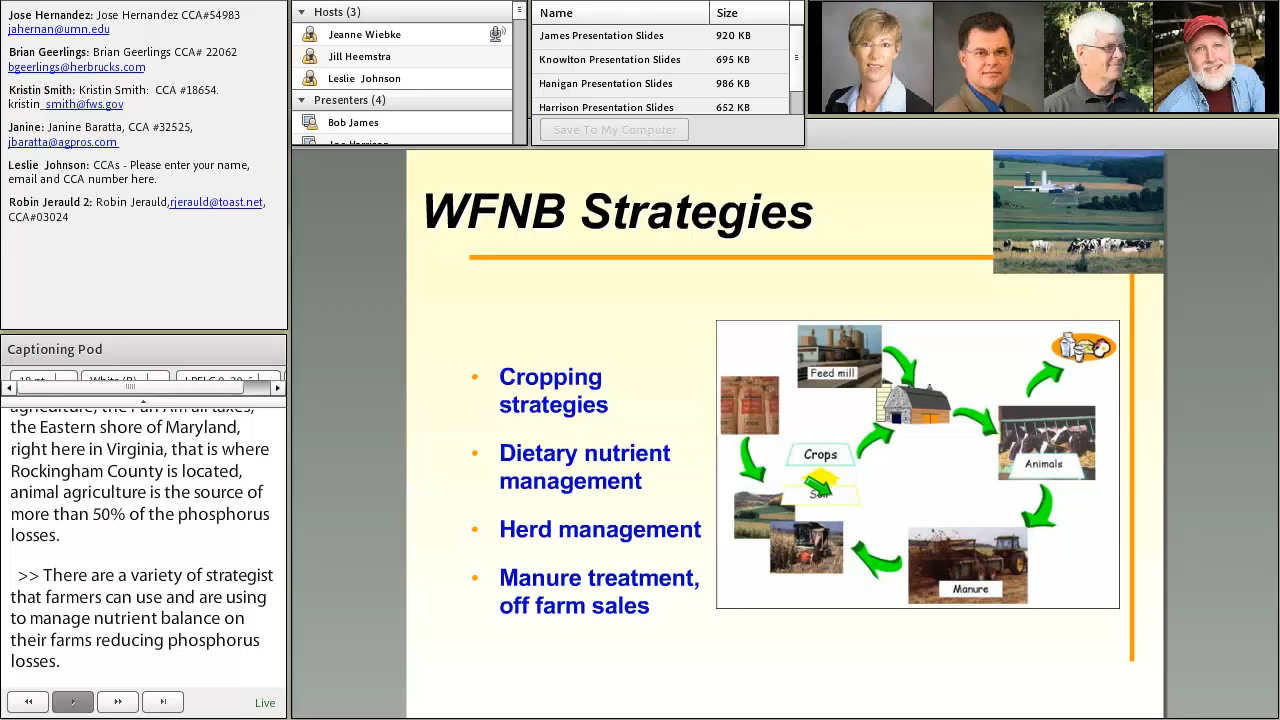 Jose Hernandez: Jose Hernandez CCA#54983
jahernan@umn.edu
Brian Geerlings: Brian Geerlings CCA# 22062
bgeerlings@herbrucks.com
Kristin Smith: Kristin Smith: CCA #18654.
kristin_smith@fws.gov
Janine: Janine Baratta, CCA #32525,
jbaratta@agpros.com
Leslie Johnson: CCAs - Please enter your name,
email and CCA number here.
Robin Jerauld 2: Robin Jerauld,rjerauld@toast.net,
CCA#03024
Hosts (3)
Jeanne Wiebke
Jill Heemstra
Leslie Johnson
Presenters (4)
Bob James
Name Size
James Presentation Slides 920 KB
Knowlton Presentation Slides 695 KB
Hanigan Presentation Slides 986 KB
Harrison Presentation Slides 652 KB
Save To My Computer
Captioning Pod
the Eastern shore of Maryland,
right here in Virginia, that is where
Rockingham County is located,
animal agriculture is the source of
more than 50% of the phosphorus
losses.
>> There are a variety of strategist
that farmers can use and are using
to manage nutrient balance on
their farms reducing phosphorus
losses.
Live
WFNB Strategies
• Cropping
strategies
• Dietary nutrient
management
• Herd management
• Manure treatment,
off farm sales
Feed mill
Crops
Animals
Manure